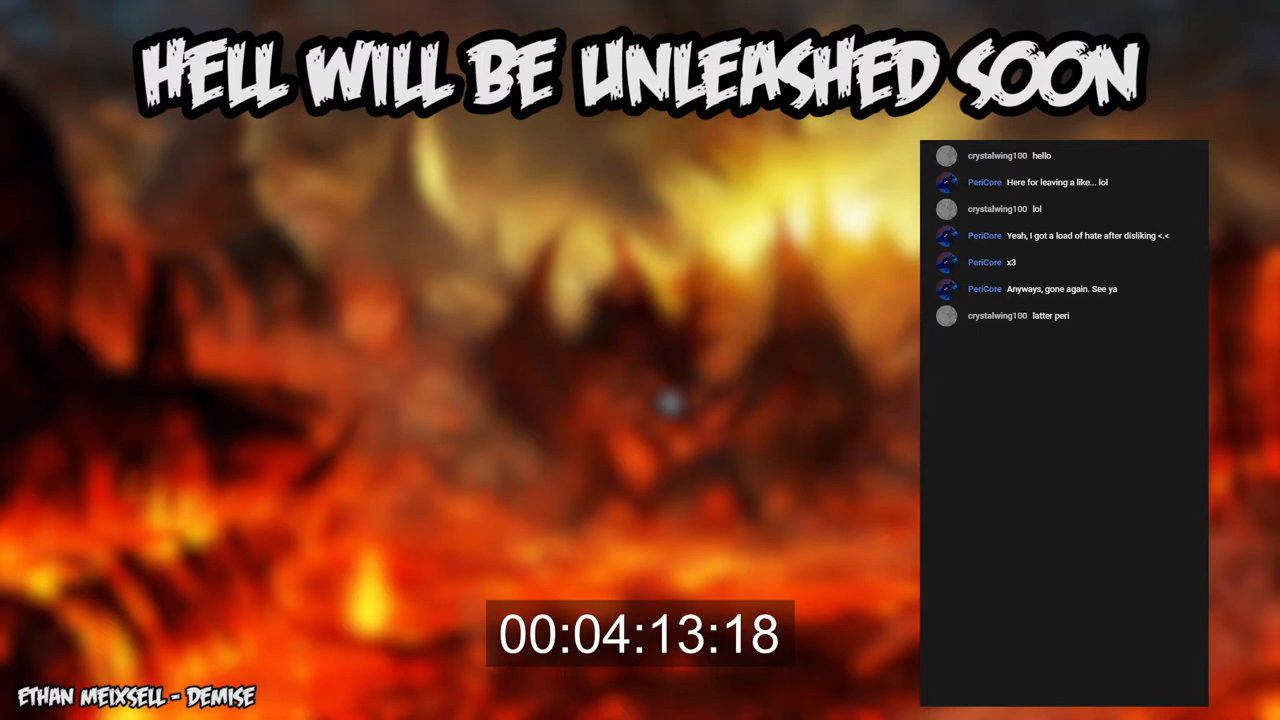 HELL WILL BE UNLEASHED SOON
crystalwing100 hello
PeriCore Here for leaving a like... lol
crystalwing100 lol
PeriCore Yeah, I got a load of hate after disliking <.<
PeriCore x3
PeriCore Anyways, gone again. See ya
crystalwing100 latter peri
00:04:13:18
ETHAN MEIXSELL - DEMISE